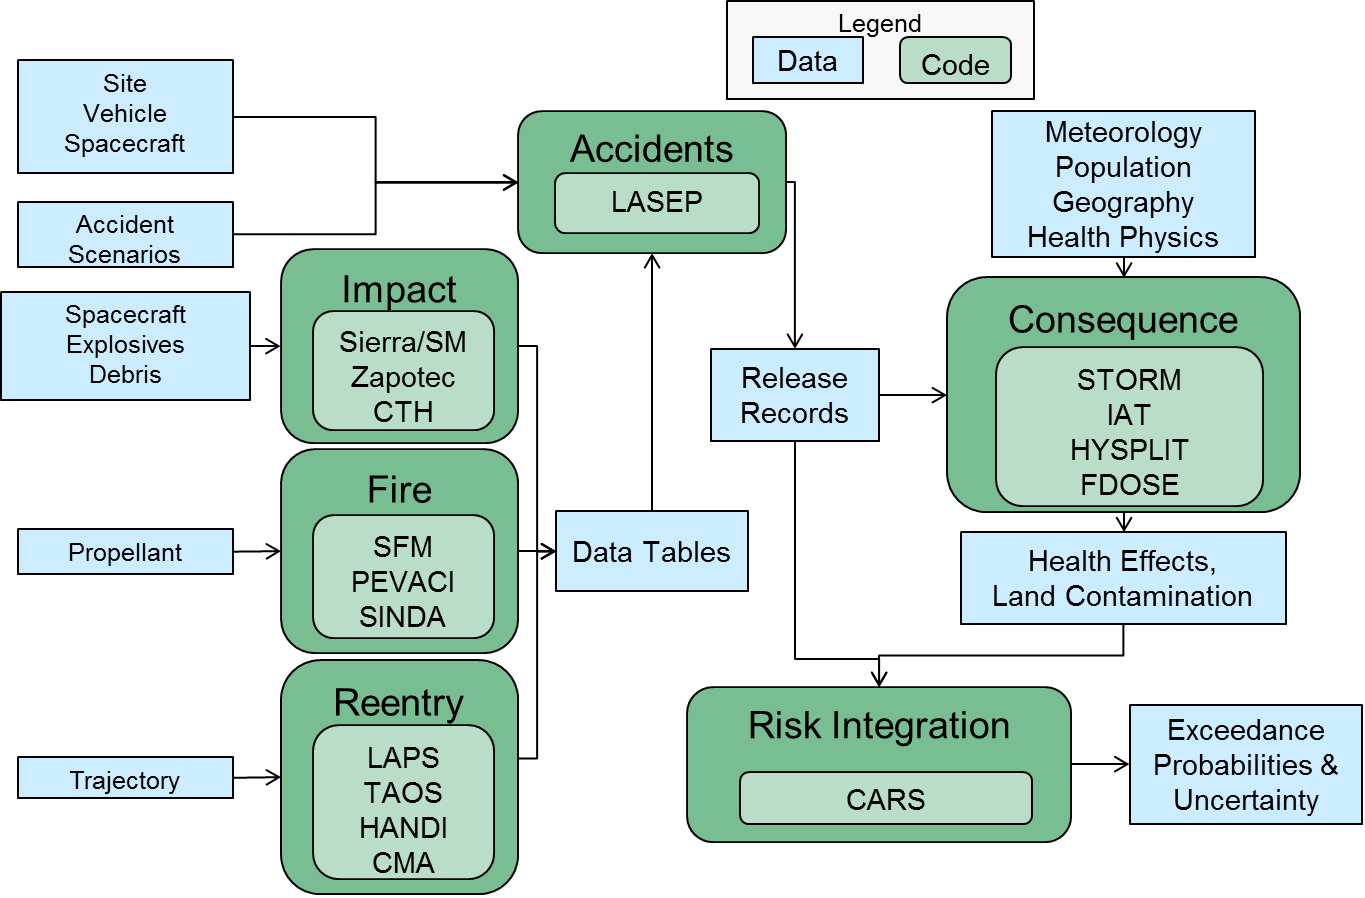 Legend
Data
Code
Site
Vehicle
Spacecraft
Accident
Scenarios
Accidents
LASEP
Meteorology
Population
Geography
Health Physics
Spacecraft
Explosives
Debris
Impact
Sierra/SM
Zapotec
CTH
Release
Records
Consequence
STORM
IAT
HYSPLIT
FDOSE
Propellant
Fire
SFM
PEVACI
SINDA
Data Tables
Health Effects,
Land Contamination
Trajectory
Reentry
LAPS
TAOS
HANDI
CMA
Risk Integration
CARS
Exceedance
Probabilities &
Uncertainty